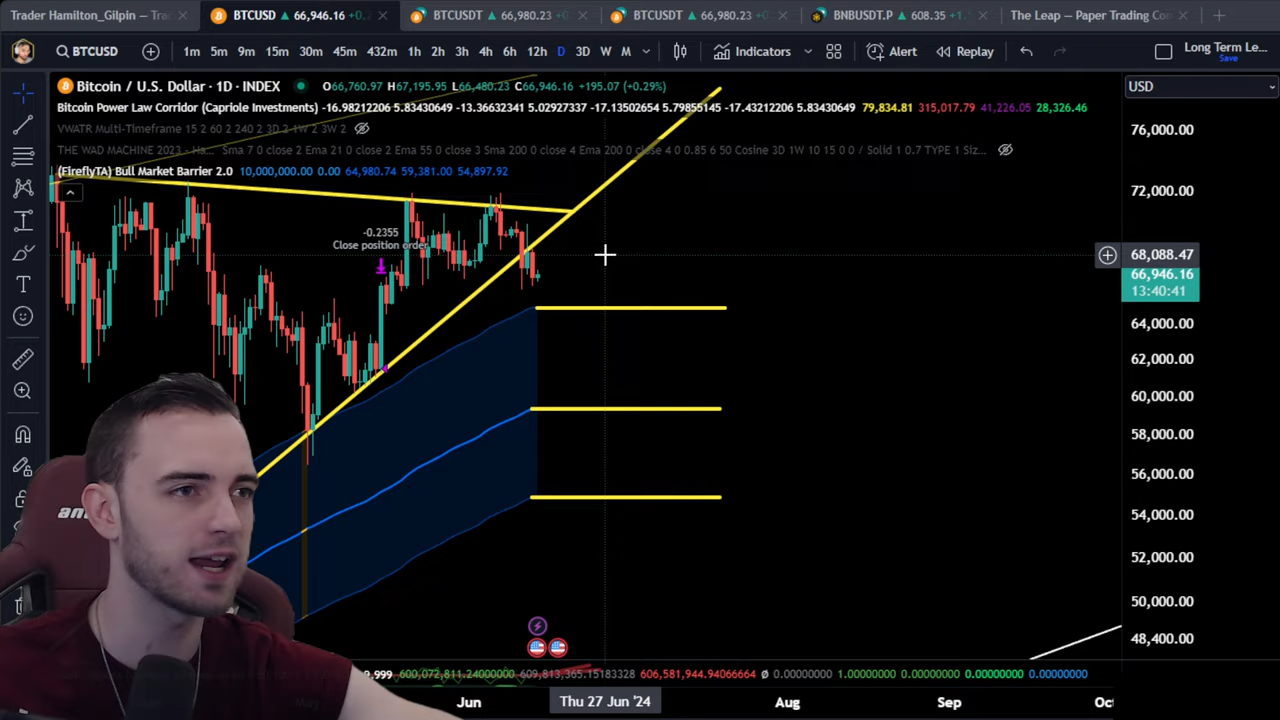 Trader Hamilton_Gilpin —
BTCUSD ▲ 66,946.16 +0.
BTCUSDT ▲ 66,980.23
BTCUSDT ▲ 66,980.23
BNBUSDT.P ▲ 608.35 +1.
The Leap — Paper Trading Co
BTCUSD
1m 5m 9m 15m 30m 45m 432m 1h 2h 3h 4h 6h 12h D 3D W M
Indicators
Alert
Replay
Long Term Le...
Save
Bitcoin / U.S. Dollar · 1D · INDEX
O66,760.97 H67,195.95 L66,480.23 C66,946.16 +195.07 (+0.29%)
USD
Bitcoin Power Law Corridor (Capriole Investments) -16.98212206 5.83430649 -13.36632341 5.02927337 -17.13502654 5.79855145 -17.43212206 5.83430649 79,834.81 315,017.79 41,226.05 28,326.46
VWATR Multi-Timeframe 15 2 60 2 240 2 3D 2 1W 2 3W 2
THE WAD MACHINE 2023 - Ha... Sma 7 0 close 2 Ema 21 0 close 2 Ema 55 0 close 3 Sma 200 0 close 4 Ema 200 0 close 4 0 0.85 6 50 Cosine 3D 1W 10 15 0 0 / Solid 1 0.7 TYPE 1 Siz...
(FireflyTA) Bull Market Barrier 2.0 10,000,000.00 0.00 64,980.74 59,381.00 54,897.92
-0.2355
Close position order
76,000.00
72,000.00
68,088.47
66,946.16
13:40:41
64,000.00
62,000.00
60,000.00
58,000.00
56,000.00
54,000.00
52,000.00
50,000.00
48,400.00
.999 600,072,811.24000000 609,813,365.15183328 606,581,944.94066664 Ø 0.00000000 1.00000000 0.00000000 0.00000000 0.00000000
Jun
Thu 27 Jun '24
Aug
Sep